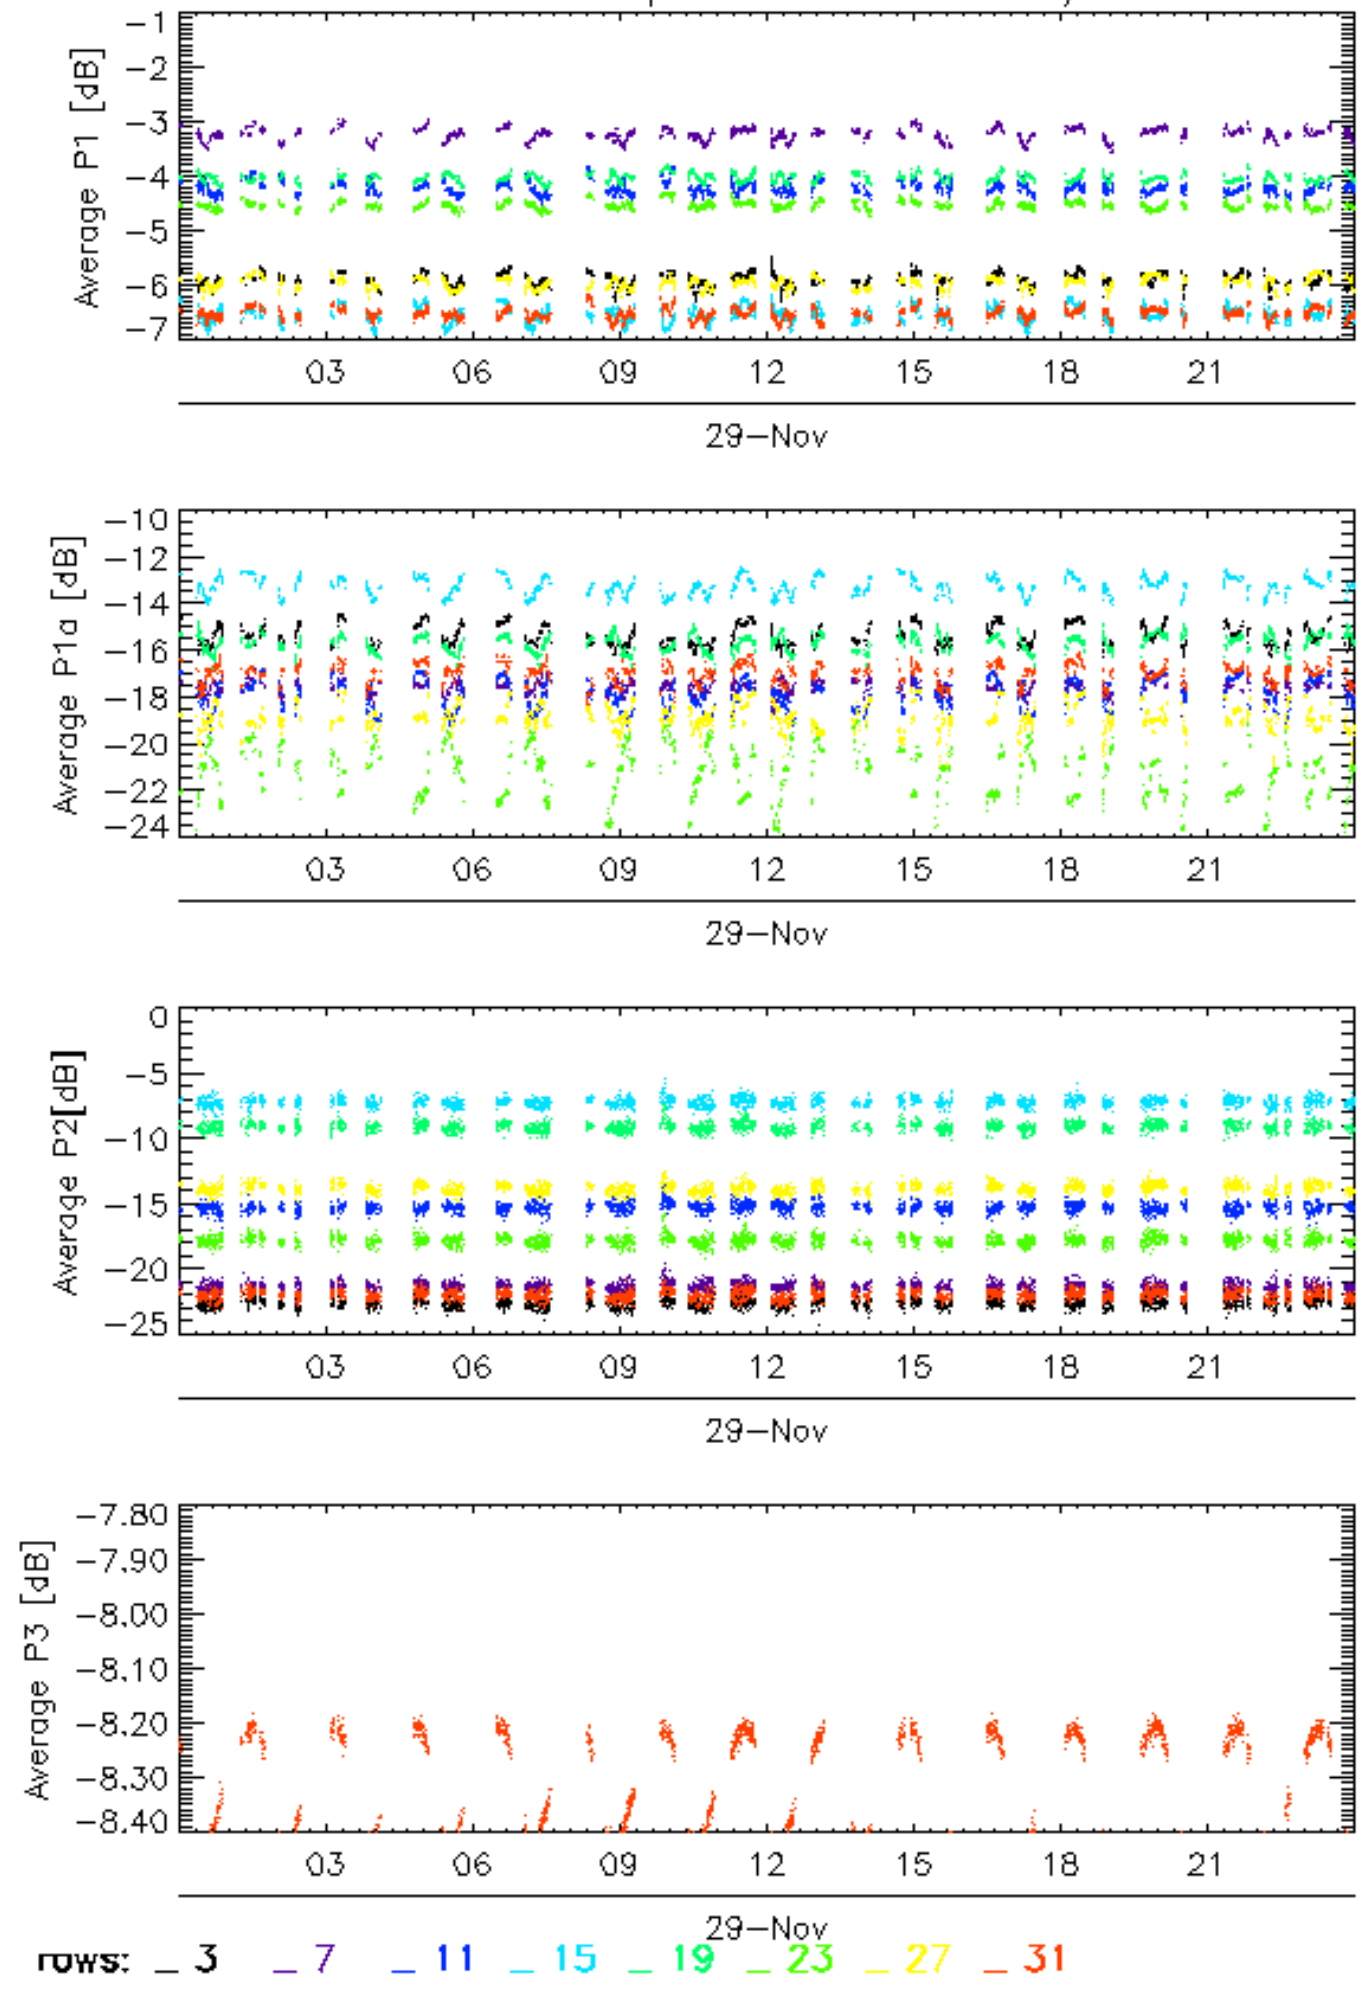 Average P1 [dB]
-1
-2
-3
-4
-5
-6
-7
03 06 09 12 15 18 21
29-Nov
Average P1a [dB]
-10
-12
-14
-16
-18
-20
-22
-24
03 06 09 12 15 18 21
29-Nov
Average P2[dB]
0
-5
-10
-15
-20
-25
03 06 09 12 15 18 21
29-Nov
Average P3 [dB]
-7.80
-7.90
-8.00
-8.10
-8.20
-8.30
-8.40
03 06 09 12 15 18 21
29-Nov
rows: _ 3 _ 7 _ 11 _ 15 _ 19 _ 23 _ 27 _ 31